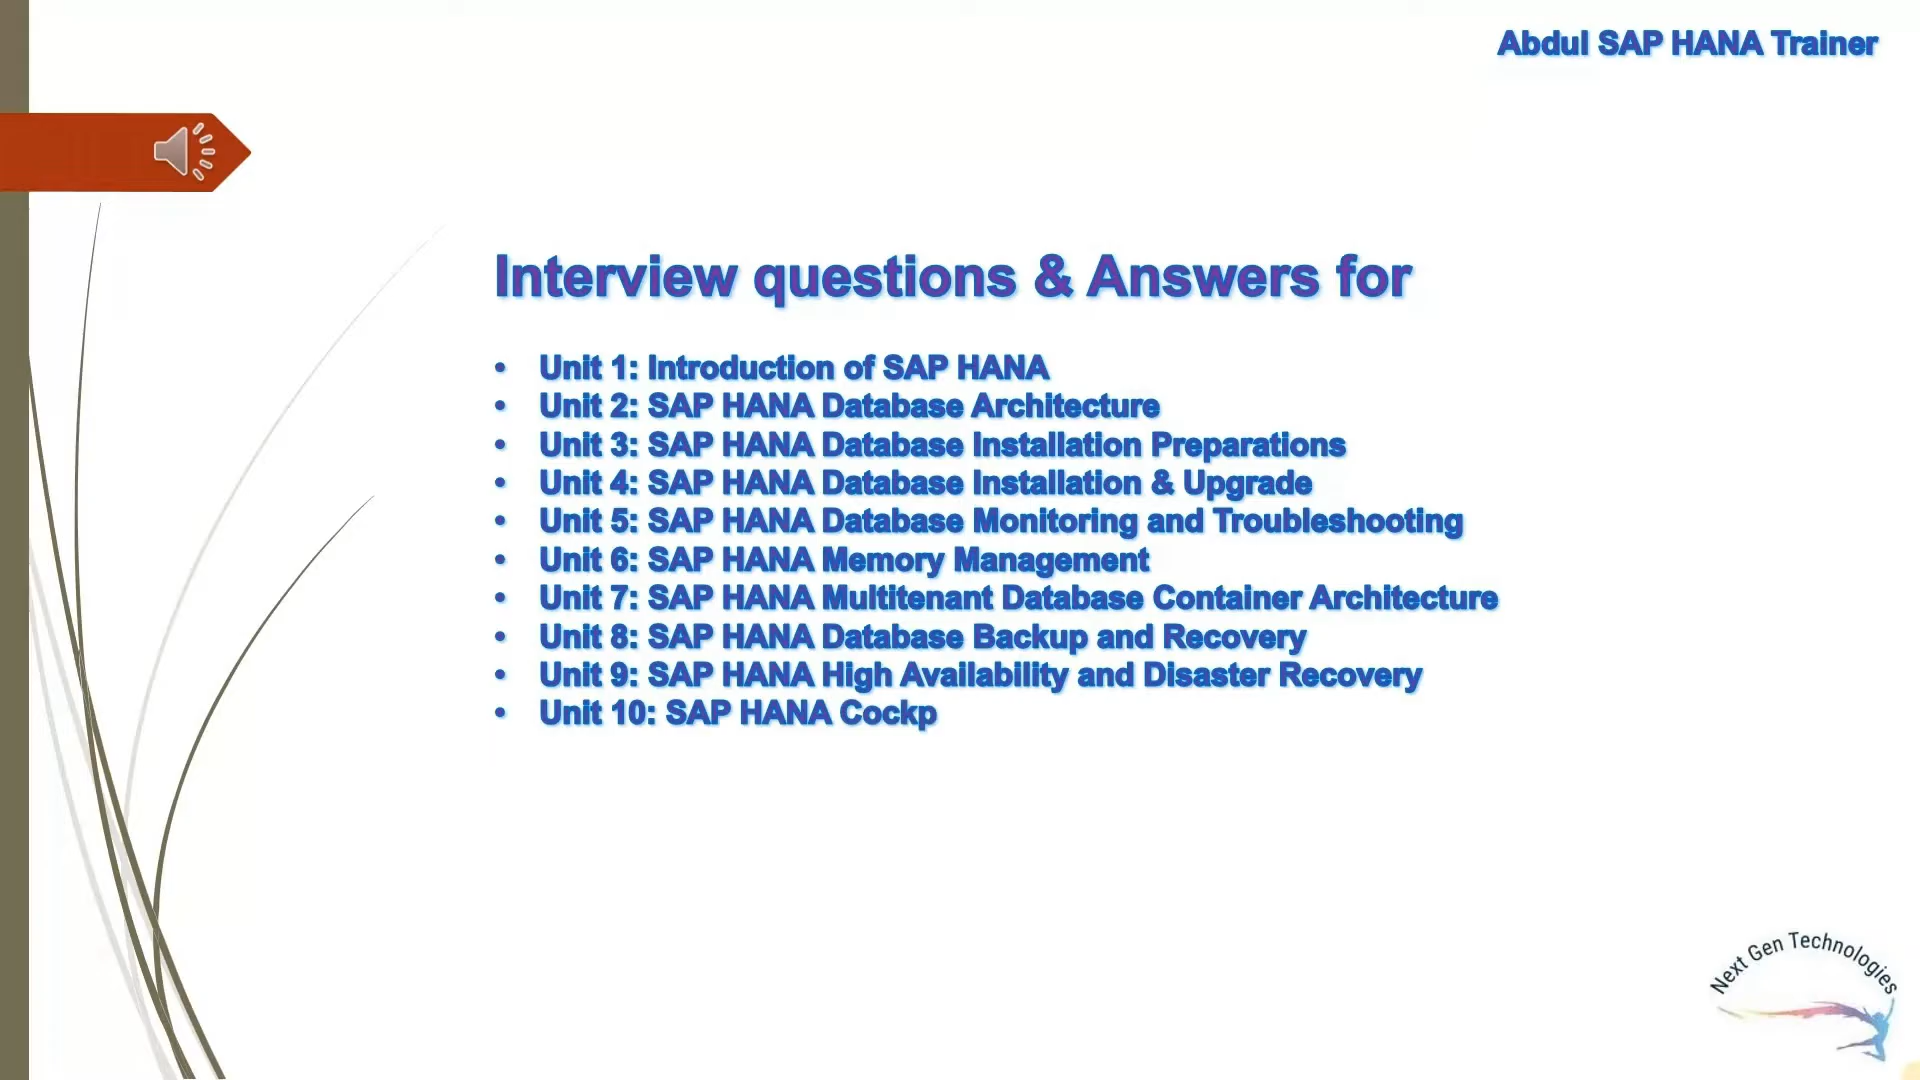 Abdul SAP HANA Trainer
Interview questions & Answers for
• Unit 1: Introduction of SAP HANA
• Unit 2: SAP HANA Database Architecture
• Unit 3: SAP HANA Database Installation Preparations
• Unit 4: SAP HANA Database Installation & Upgrade
• Unit 5: SAP HANA Database Monitoring and Troubleshooting
• Unit 6: SAP HANA Memory Management
• Unit 7: SAP HANA Multitenant Database Container Architecture
• Unit 8: SAP HANA Database Backup and Recovery
• Unit 9: SAP HANA High Availability and Disaster Recovery
• Unit 10: SAP HANA Cockp
Next Gen Technologies